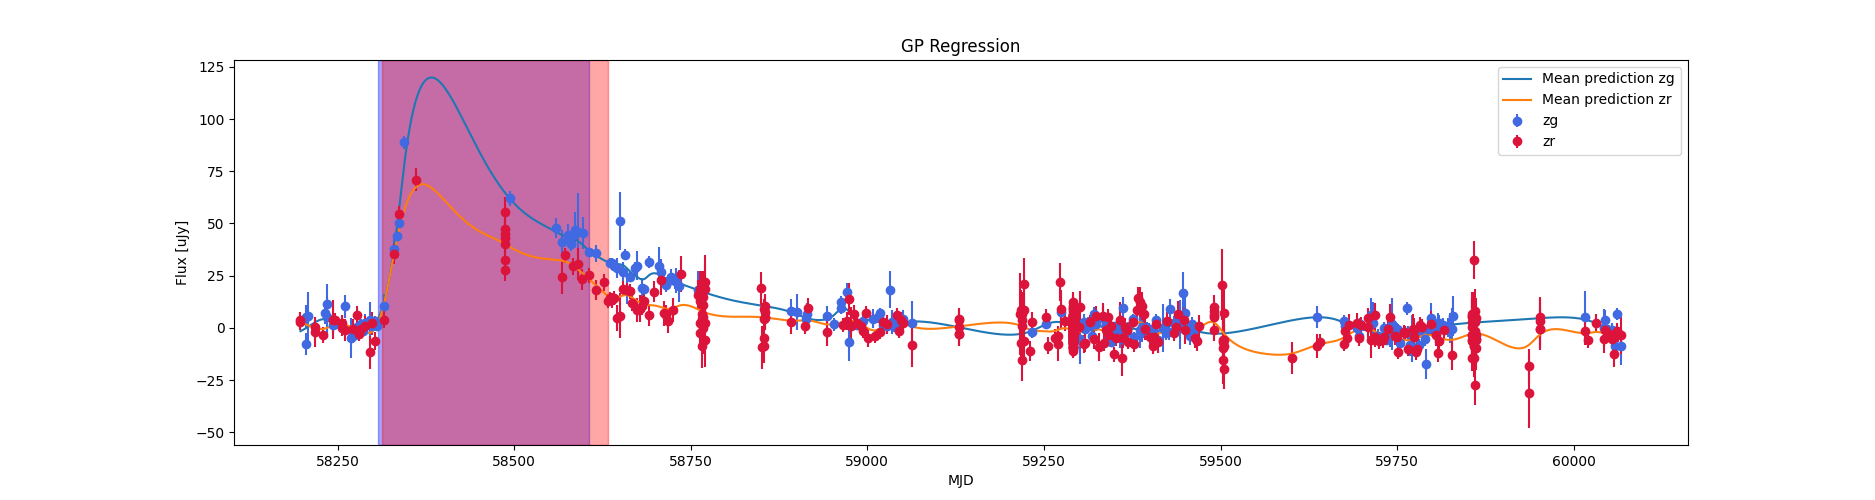 GP Regression
125
100
75
50
25
0
−25
−50
Flux [uJy]
58250
58500
58750
59000
59250
59500
59750
60000
MJD
Mean prediction zg
Mean prediction zr
zg
zr